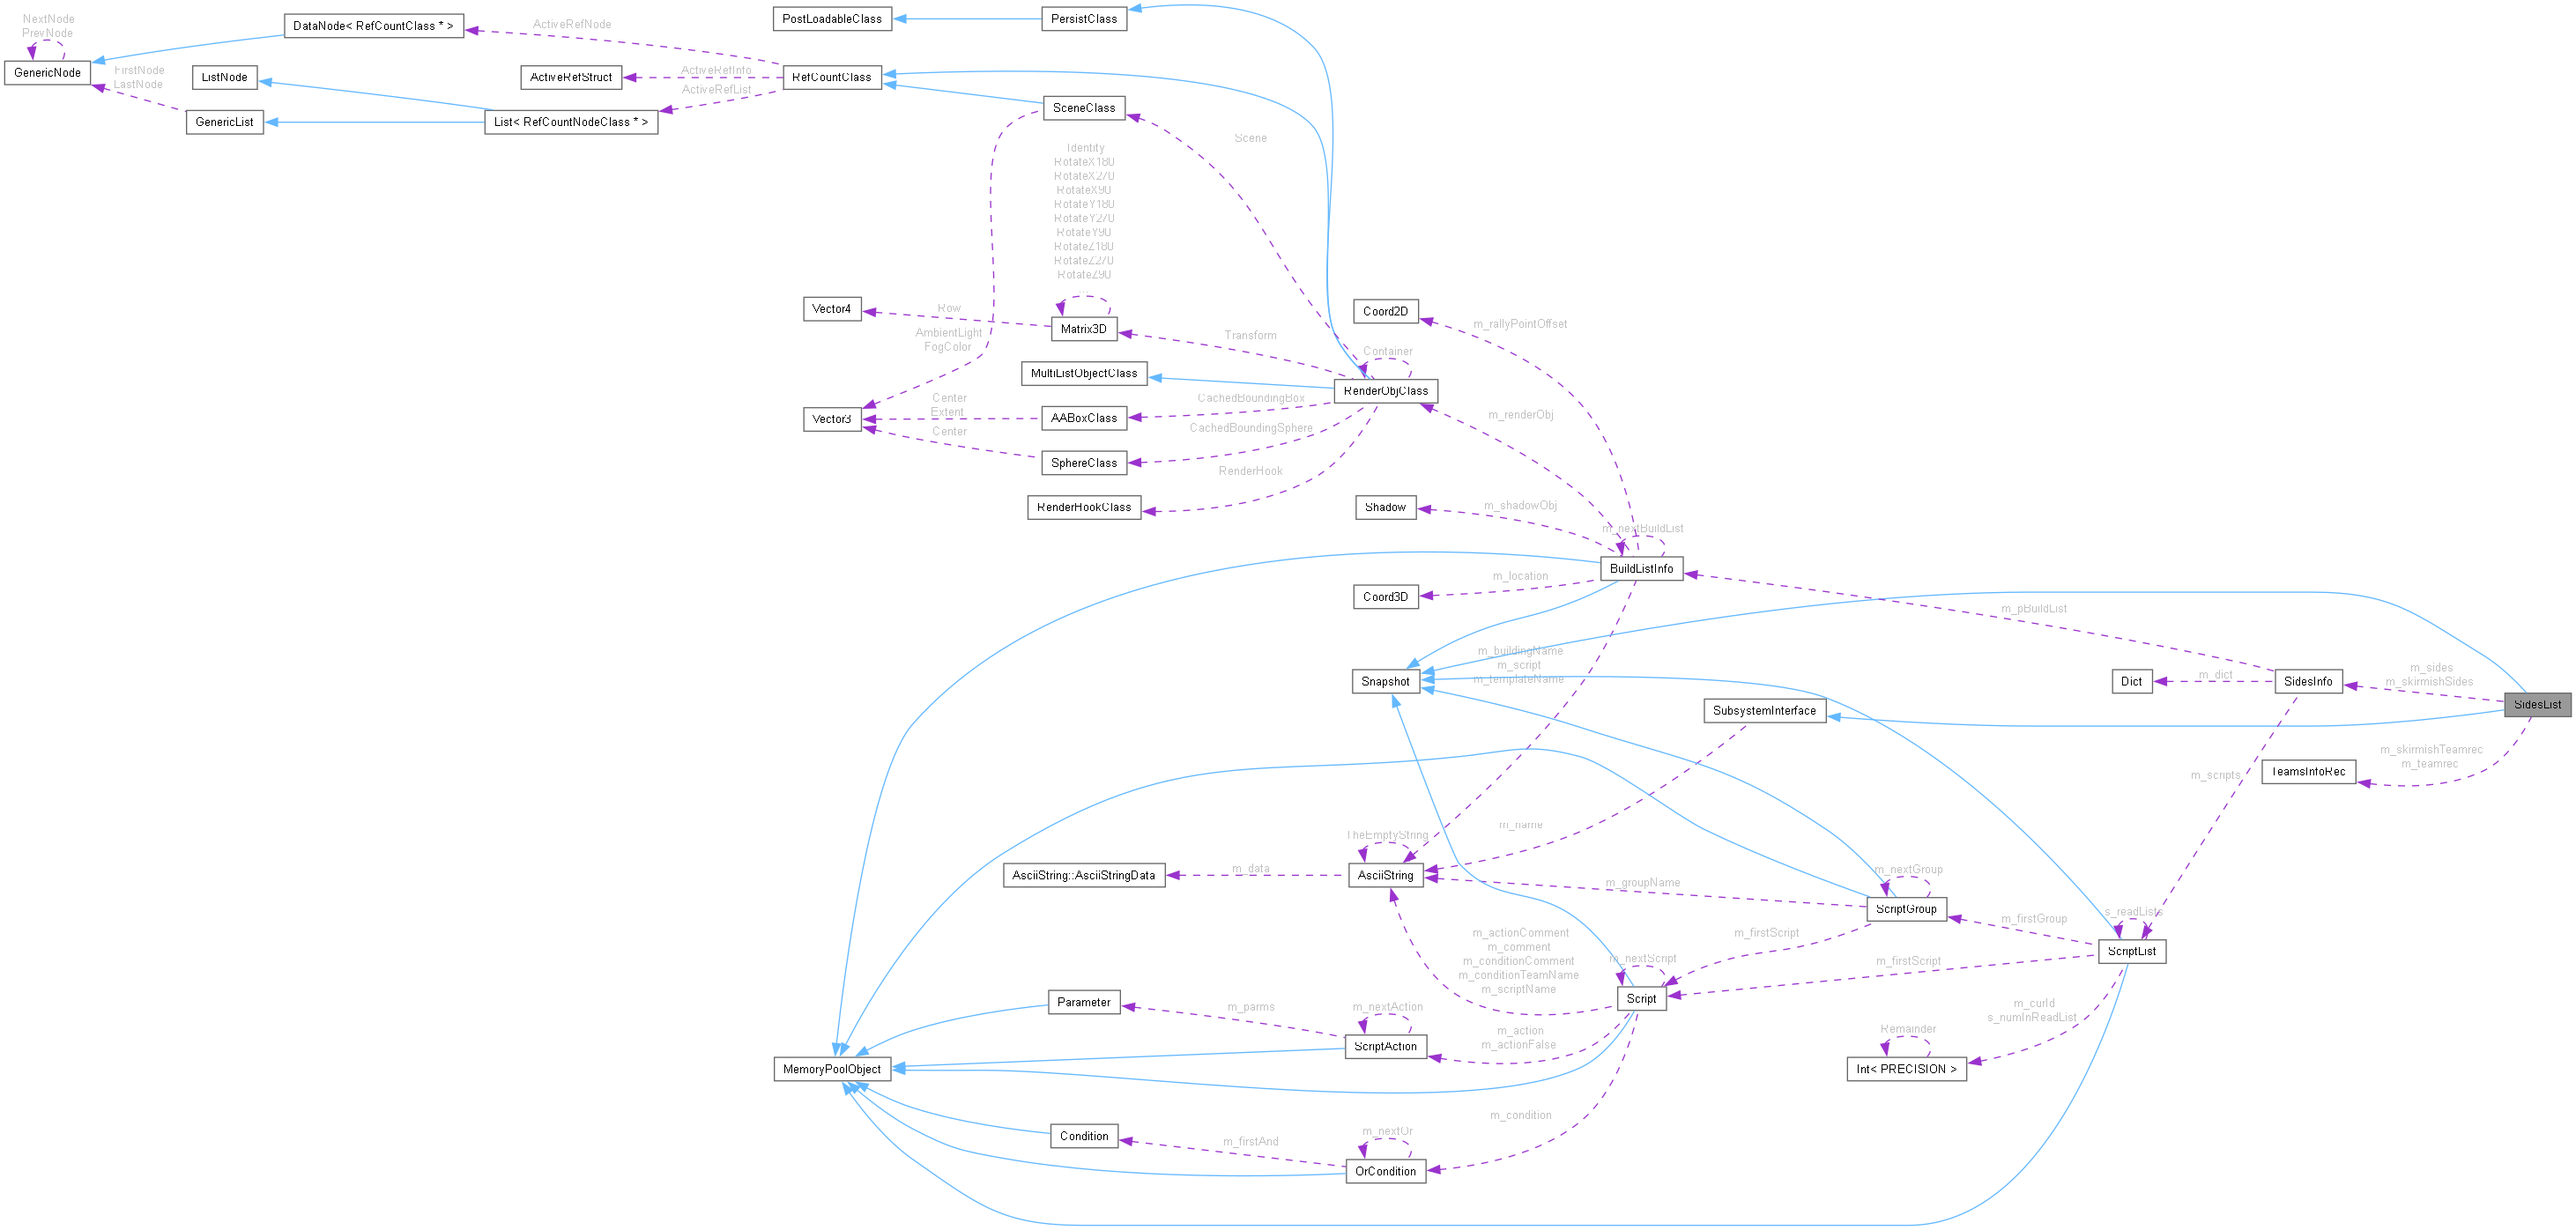 NextNode
PrevNode
GenericNode
FirstNode
LastNode
DataNode< RefCountClass * >
ListNode
GenericList
ActiveRefNode
ActiveRefStruct
List< RefCountNodeClass * >
ActiveRefInfo
ActiveRefList
PostLoadableClass
RefCountClass
PersistClass
SceneClass
Scene
Identity
RotateX180
RotateX270
RotateX90
RotateY180
RotateY270
RotateY90
RotateZ180
RotateZ270
RotateZ90
...
Vector4
Row
Matrix3D
AmbientLight
FogColor
Transform
Container
Coord2D
m_rallyPointOffset
MultiListObjectClass
RenderObjClass
Vector3
Center
Extent
AABoxClass
CachedBoundingBox
m_renderObj
Center
SphereClass
CachedBoundingSphere
RenderHookClass
RenderHook
Shadow
m_shadowObj
m_nextBuildList
BuildListInfo
Coord3D
m_location
m_pBuildList
m_buildingName
m_script
m_templateName
Snapshot
Dict
m_dict
SidesInfo
m_sides
m_skirmishSides
SidesList
SubsystemInterface
m_skirmishTeamrec
m_teamrec
TeamsInfoRec
m_scripts
m_name
TheEmptyString
AsciiString::AsciiStringData
m_data
AsciiString
m_groupName
m_nextGroup
ScriptGroup
m_firstGroup
s_readLists
ScriptList
m_actionComment
m_comment
m_conditionComment
m_conditionTeamName
m_scriptName
m_firstScript
m_nextScript
m_firstScript
Script
Parameter
m_parms
m_nextAction
ScriptAction
m_action
m_actionFalse
m_curId
s_numInReadList
Remainder
Int< PRECISION >
MemoryPoolObject
Condition
m_firstAnd
m_nextOr
OrCondition
m_condition